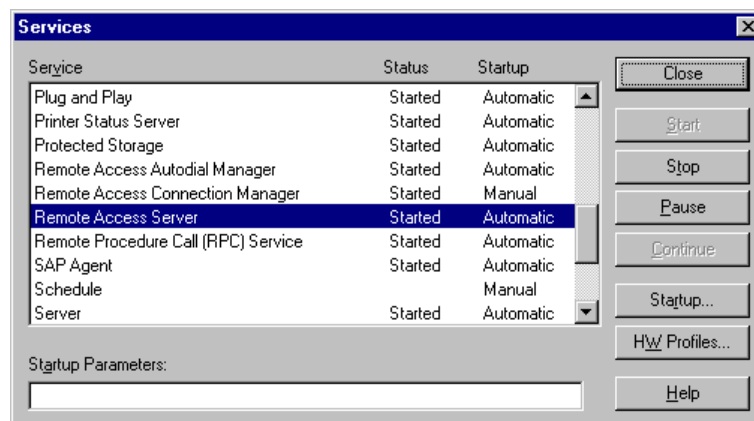 Services
Service Status Startup
Plug and Play Started Automatic
Printer Status Server Started Automatic
Protected Storage Started Automatic
Remote Access Autodial Manager Started Automatic
Remote Access Connection Manager Started Manual
Remote Access Server Started Automatic
Remote Procedure Call (RPC) Service Started Automatic
SAP Agent Started Automatic
Schedule Manual
Server Started Automatic
Startup Parameters:
Close
Start
Stop
Pause
Continue
Startup...
HW Profiles...
Help